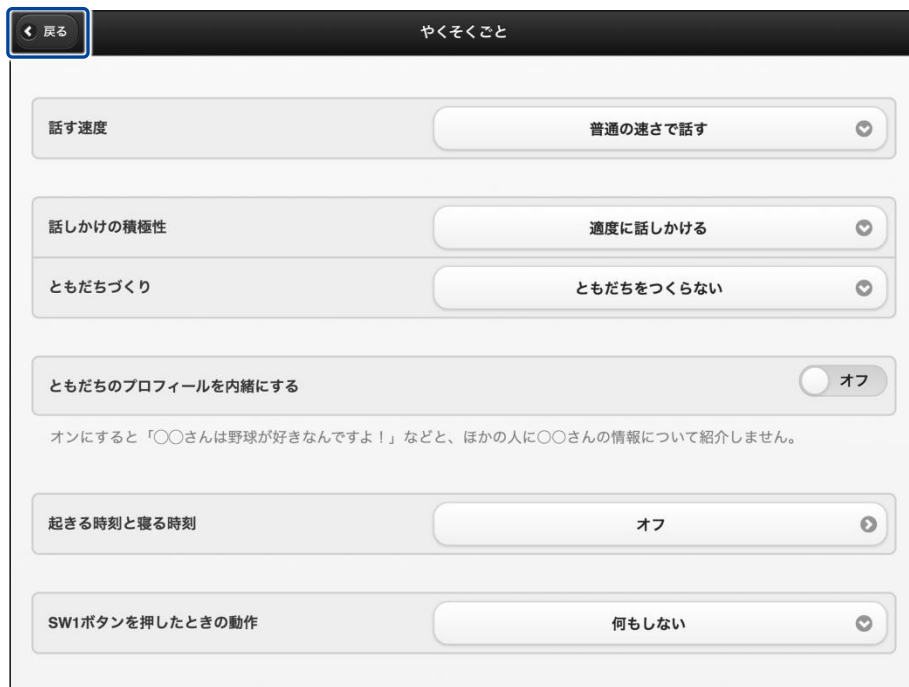 戻る
やくそくごと
話す速度
普通の速さで話す
話しかけの積極性
適度に話しかける
ともだちづくり
ともだちをつくらない
ともだちのプロフィールを内緒にする
オフ
オンにすると「○○さんは野球が好きなんですよ！」などと、ほかの人に○○さんの情報について紹介しません。
起きる時刻と寝る時刻
オフ
SW1ボタンを押したときの動作
何もしない